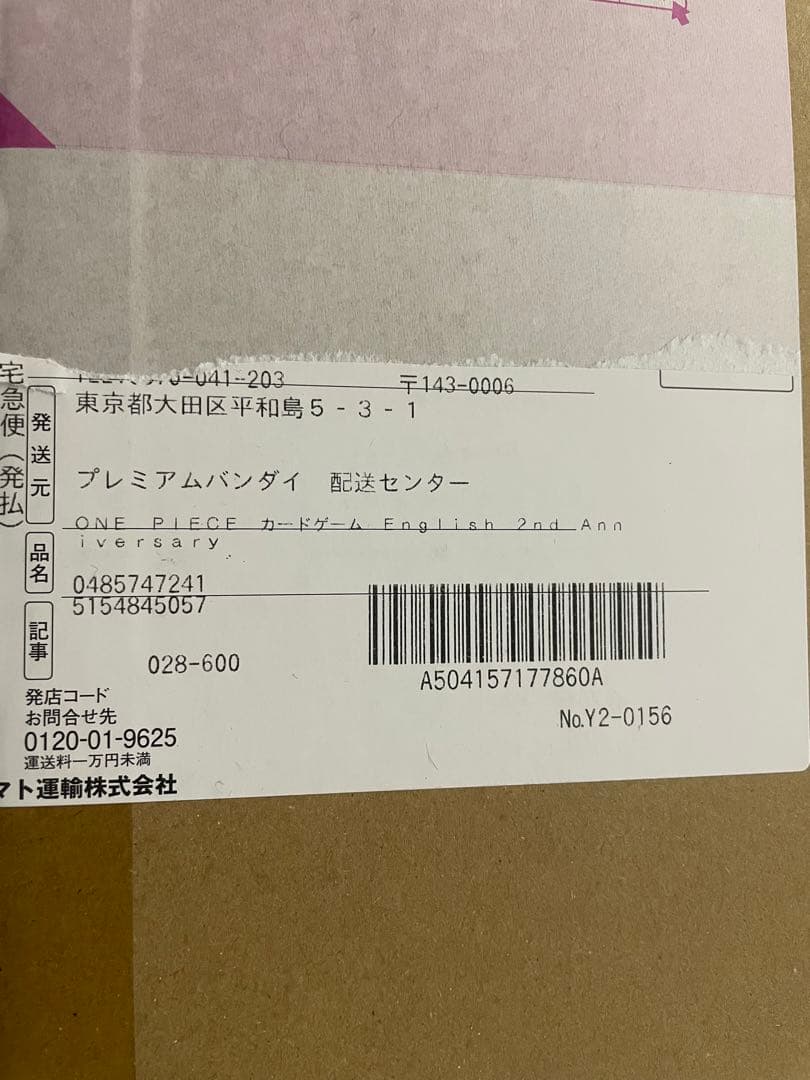 041-203
〒143-0006
東京都大田区平和島5-3-1
プレミアムバンダイ 配送センター
ONE PIECE カードゲーム English 2nd Ann
iversary
0485747241
5154845057
028-600
A504157177860A
No.Y2-0156
宅急便(発払)
発送元
品名
記事
発店コード
お問合せ先
0120-01-9625
運送料一万円未満
マト運輸株式会社